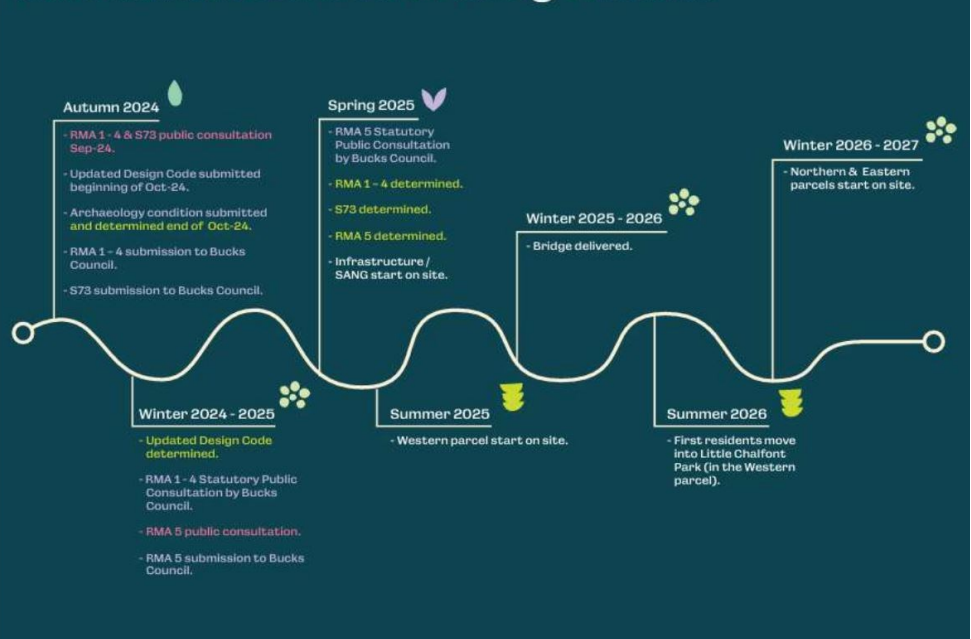 Autumn 2024
- RMA 1 - 4 & S73 public consultation
Sep-24.
- Updated Design Code submitted
beginning of Oct-24.
- Archaeology condition submitted
and determined end of Oct-24.
- RMA 1 - 4 submission to Bucks
Council.
- S73 submission to Bucks Council.
Winter 2024 - 2025
- Updated Design Code
determined.
- RMA 1 - 4 Statutory Public
Consultation by Bucks
Council.
- RMA 5 public consultation.
- RMA 5 submission to Bucks
Council.
Spring 2025
- RMA 5 Statutory
Public Consultation
by Bucks Council.
- RMA 1 - 4 determined.
- S73 determined.
- RMA 5 determined.
- Infrastructure /
SANG start on site.
Summer 2025
- Western parcel start on site.
Winter 2025 - 2026
- Bridge delivered.
Summer 2026
- First residents move
into Little Chalfont
Park (in the Western
parcel).
Winter 2026 - 2027
- Northern & Eastern
parcels start on site.